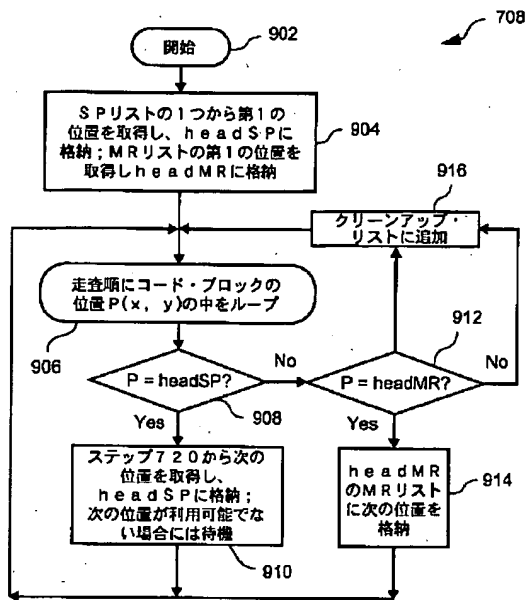 708
開始
902
SPリストの1つから第1の
位置を取得し、headSPに
格納;MRリストの第1の位置を
取得しheadMRに格納
904
916
クリーンアップ・
リストに追加
走査順にコード・ブロックの
位置P(x, y)の中をループ
906
912
P=headSP?
No
P=headMR?
No
908
Yes
Yes
ステップ720から次の
位置を取得し、
headSPに格納;
次の位置が利用可能でな
い場合には待機
910
headMR
のMRリスト
に次の位置を
格納
914